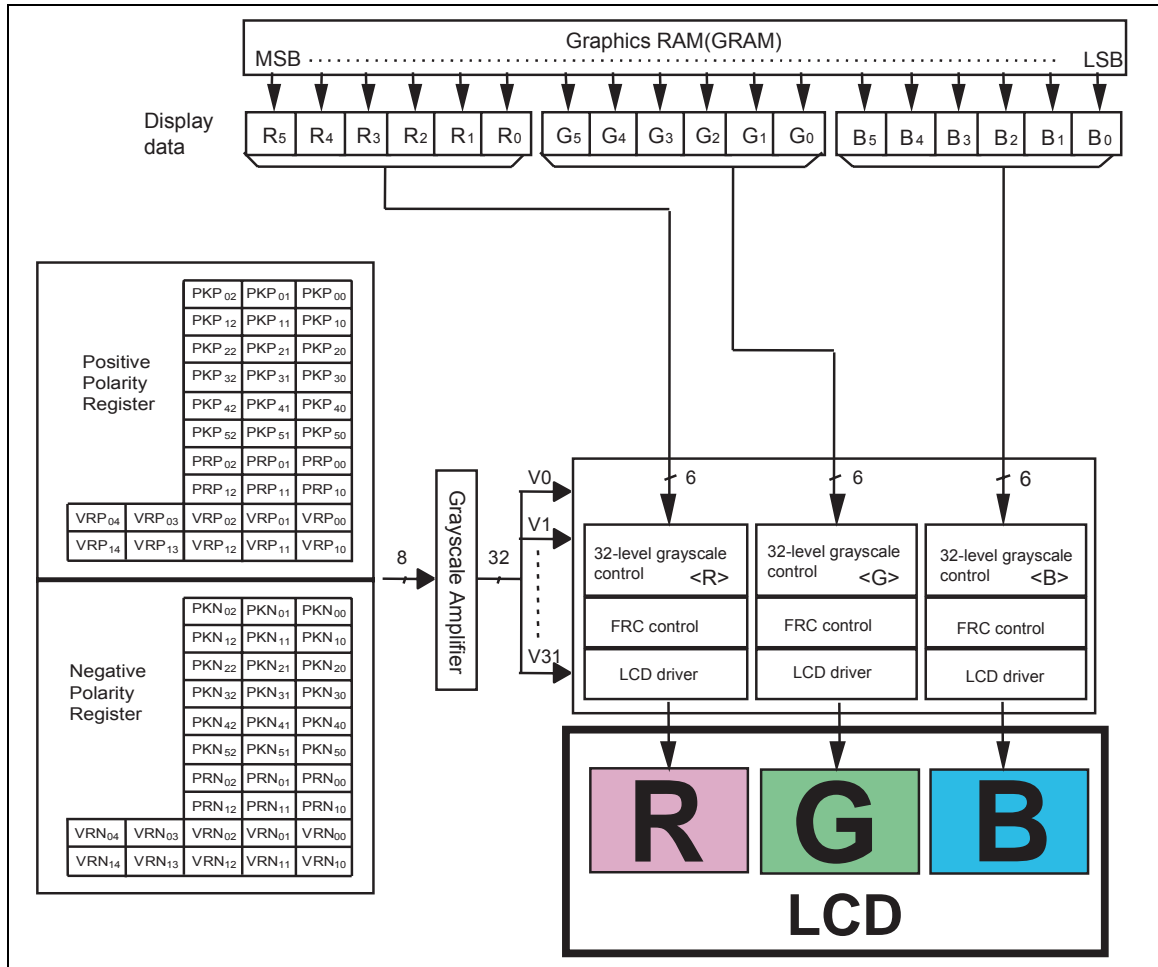 Graphics RAM(GRAM)
MSB LSB
Display
data
R5 R4 R3 R2 R1 R0 G5 G4 G3 G2 G1 G0 B5 B4 B3 B2 B1 B0
Positive
Polarity
Register
PKP02 PKP01 PKP00
PKP12 PKP11 PKP10
PKP22 PKP21 PKP20
PKP32 PKP31 PKP30
PKP42 PKP41 PKP40
PKP52 PKP51 PKP50
PRP02 PRP01 PRP00
PRP12 PRP11 PRP10
VRP04 VRP03 VRP02 VRP01 VRP00
VRP14 VRP13 VRP12 VRP11 VRP10
Negative
Polarity
Register
PKN02 PKN01 PKN00
PKN12 PKN11 PKN10
PKN22 PKN21 PKN20
PKN32 PKN31 PKN30
PKN42 PKN41 PKN40
PKN52 PKN51 PKN50
PRN02 PRN01 PRN00
PRN12 PRN11 PRN10
VRN04 VRN03 VRN02 VRN01 VRN00
VRN14 VRN13 VRN12 VRN11 VRN10
8
Grayscale Amplifier
32
V0
V1
V31
6 6 6
32-level grayscale
control <R>
FRC control
LCD driver
32-level grayscale
control <G>
FRC control
LCD driver
32-level grayscale
control <B>
FRC control
LCD driver
R G B
LCD